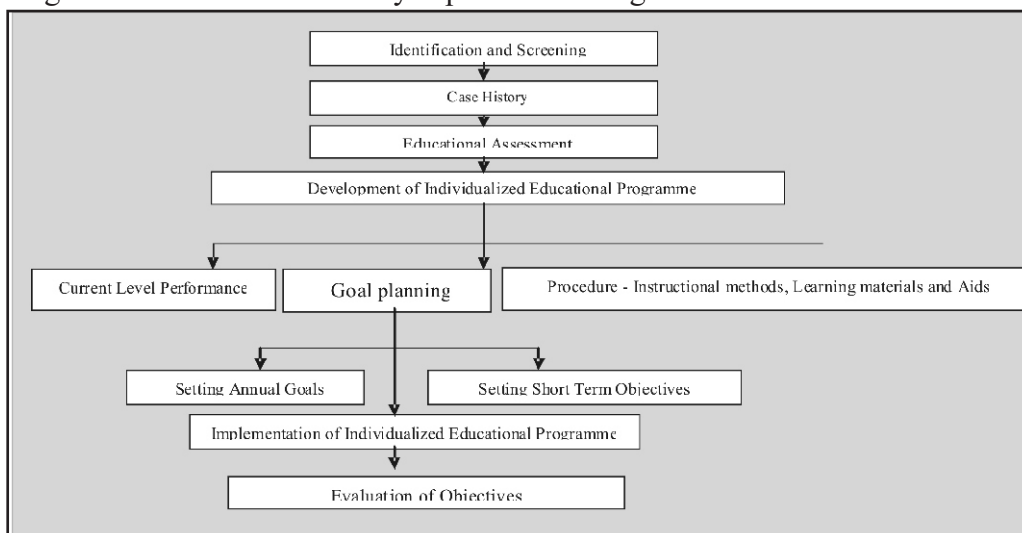 Identification and Screening
Case History
Educational Assessment
Development of Individualized Educational Programme
Current Level Performance
Goal planning
Procedure - Instructional methods, Learning materials and Aids
Setting Annual Goals
Setting Short Term Objectives
Implementation of Individualized Educational Programme
Evaluation of Objectives